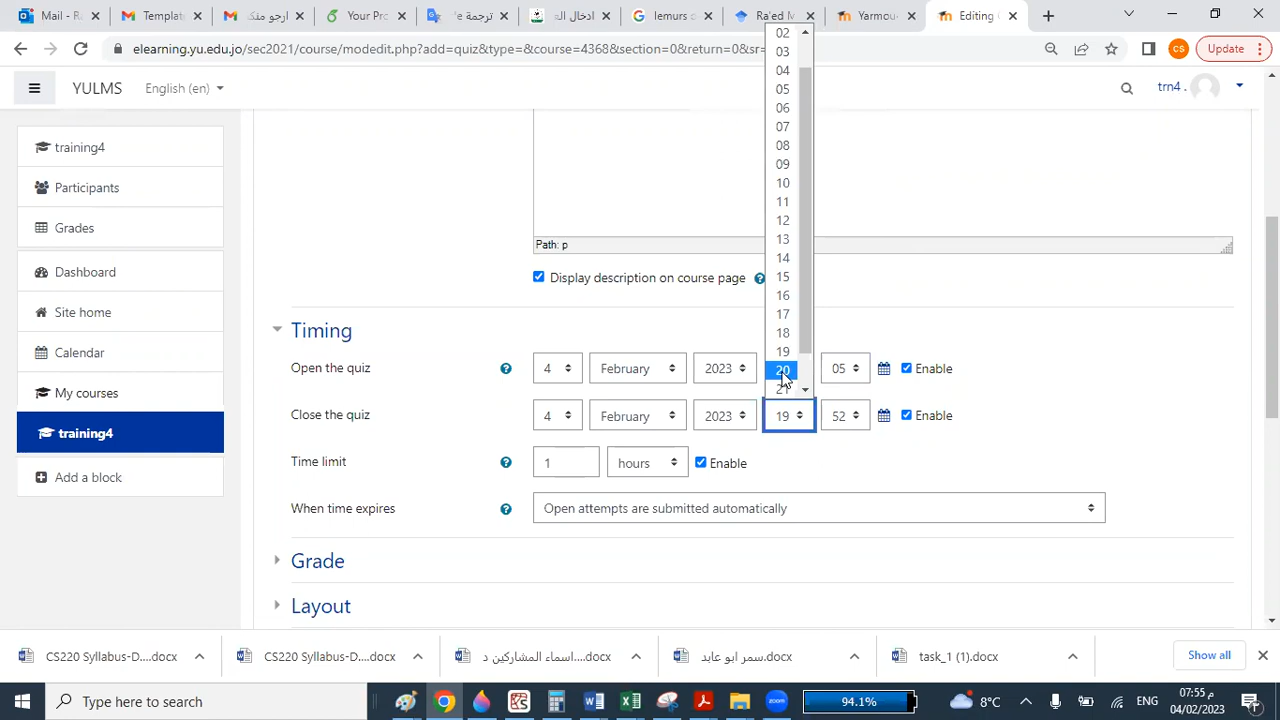 Template
ارجو منك
Your Pro
ترجمة
ادخال ال
lemurs c
Ra'ed M
Yarmou
Editing
elearning.yu.edu.jo/sec2021/course/modedit.php?add=quiz&type=&course=4368&section=0&return=0&sr=
CS
Update
YULMS
English (en)
trn4 .
training4
Participants
Grades
Dashboard
Site home
Calendar
My courses
training4
Add a block
Path: p
Display description on course page
02
03
04
05
06
07
08
09
10
11
12
13
14
15
16
17
18
19
20
21
Timing
Open the quiz 4 February 2023 05 Enable
Close the quiz 4 February 2023 19 52 Enable
Time limit 1 hours Enable
When time expires Open attempts are submitted automatically
Grade
Layout
CS220 Syllabus-D....docx
CS220 Syllabus-D....docx
اسماء المشاركين د....docx
سمر ابو عابد.docx
task_1 (1).docx
Show all
Type here to search
zoom
94.1%
8°C
ENG
07:55 م
04/02/2023